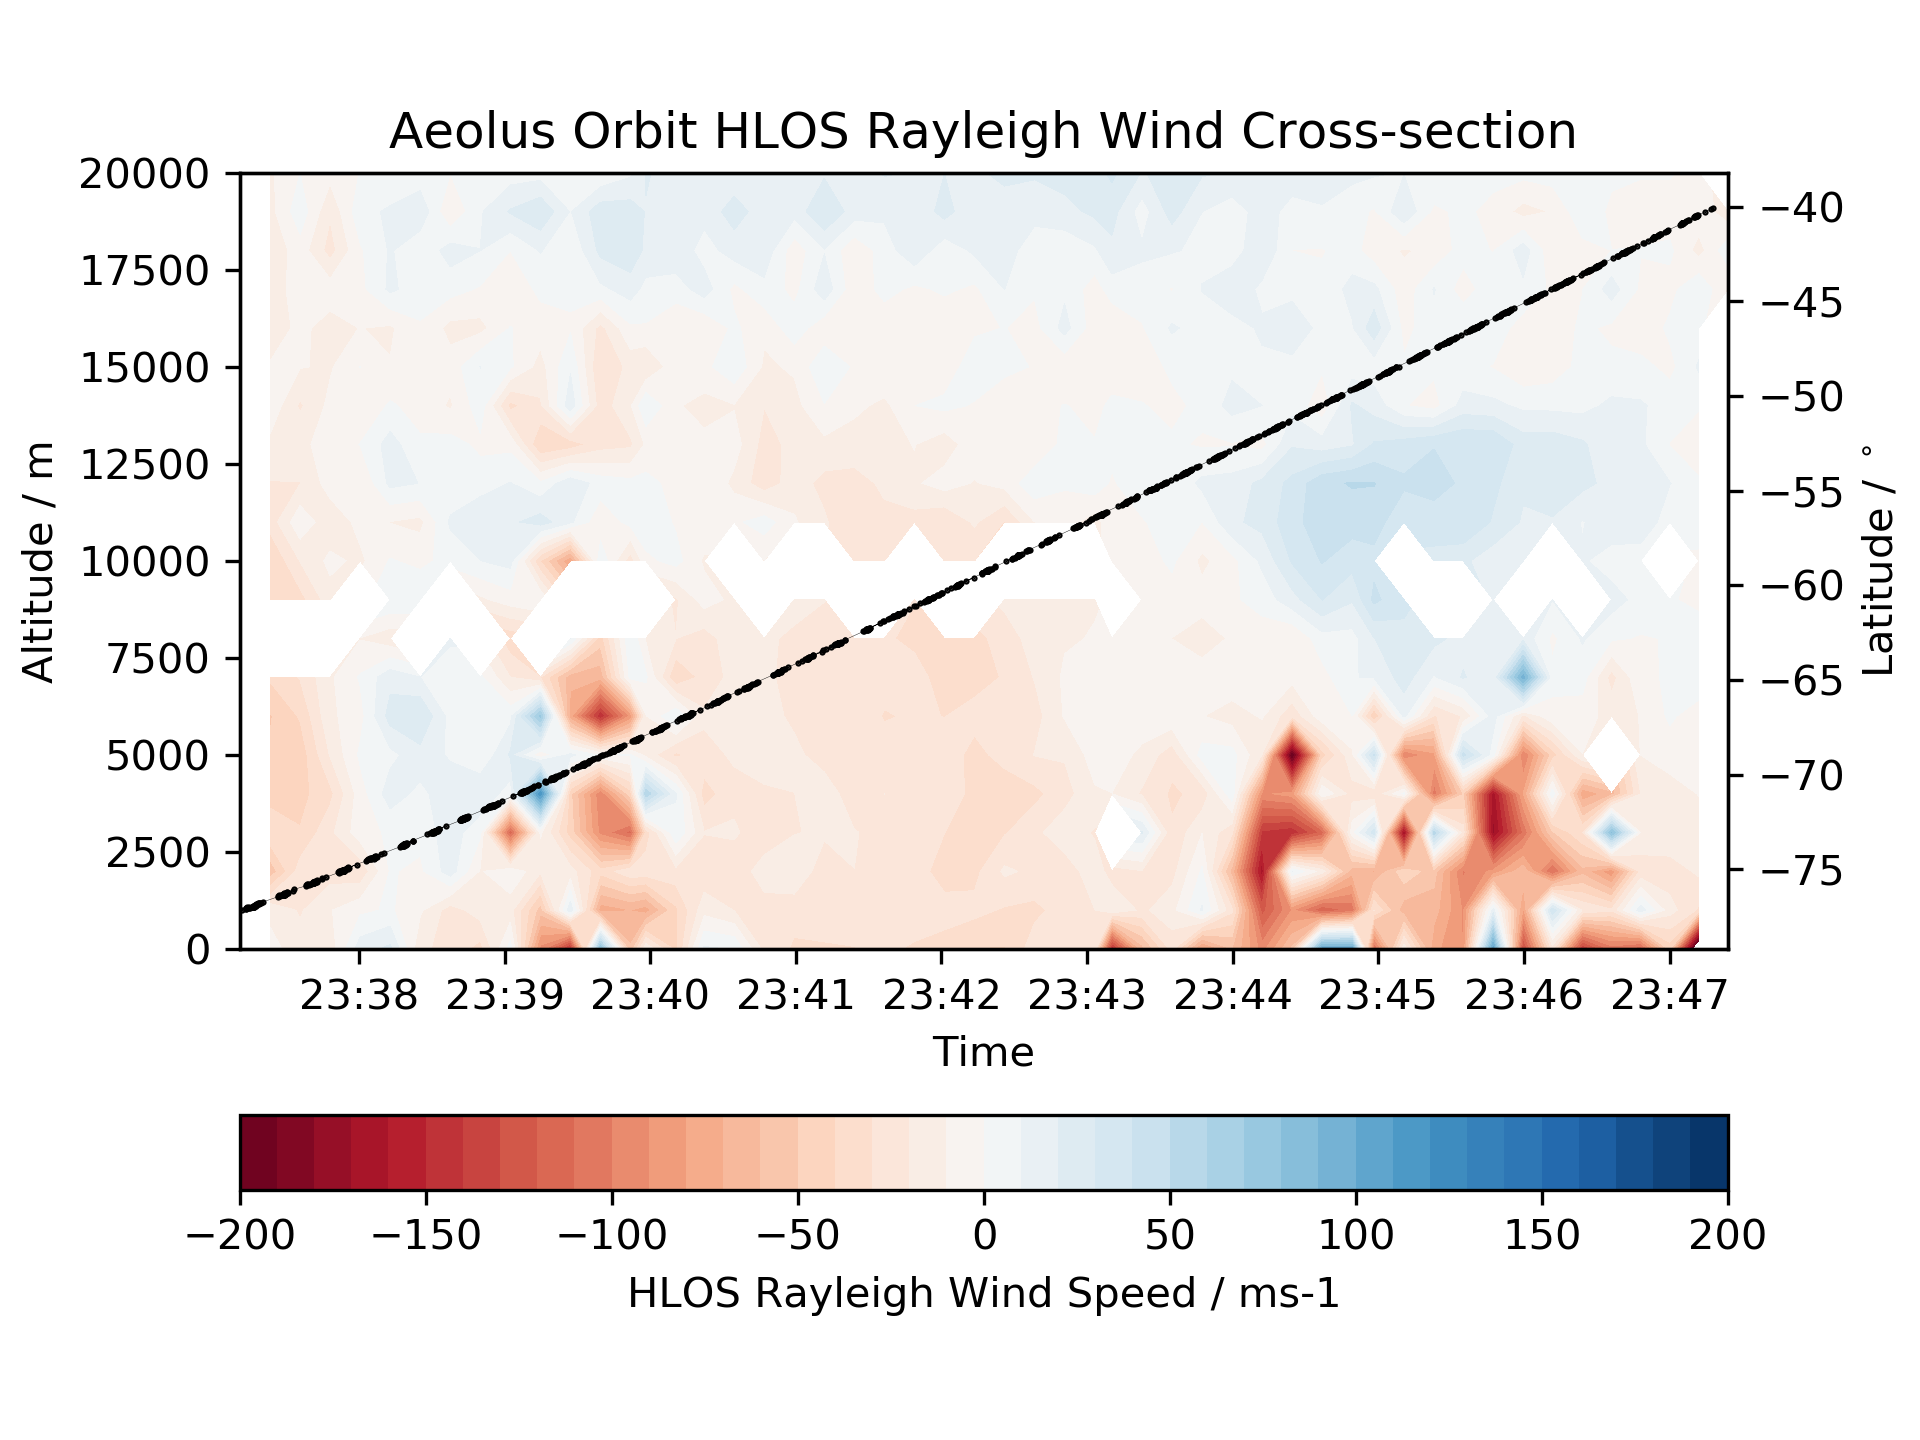 Aeolus Orbit HLOS Rayleigh Wind Cross-section
20000
17500
15000
12500
10000
7500
5000
2500
0
Altitude / m
−40
−45
−50
−55
−60
−65
−70
−75
Latitude / °
23:38 23:39 23:40 23:41 23:42 23:43 23:44 23:45 23:46 23:47
Time
−200 −150 −100 −50 0 50 100 150 200
HLOS Rayleigh Wind Speed / ms-1